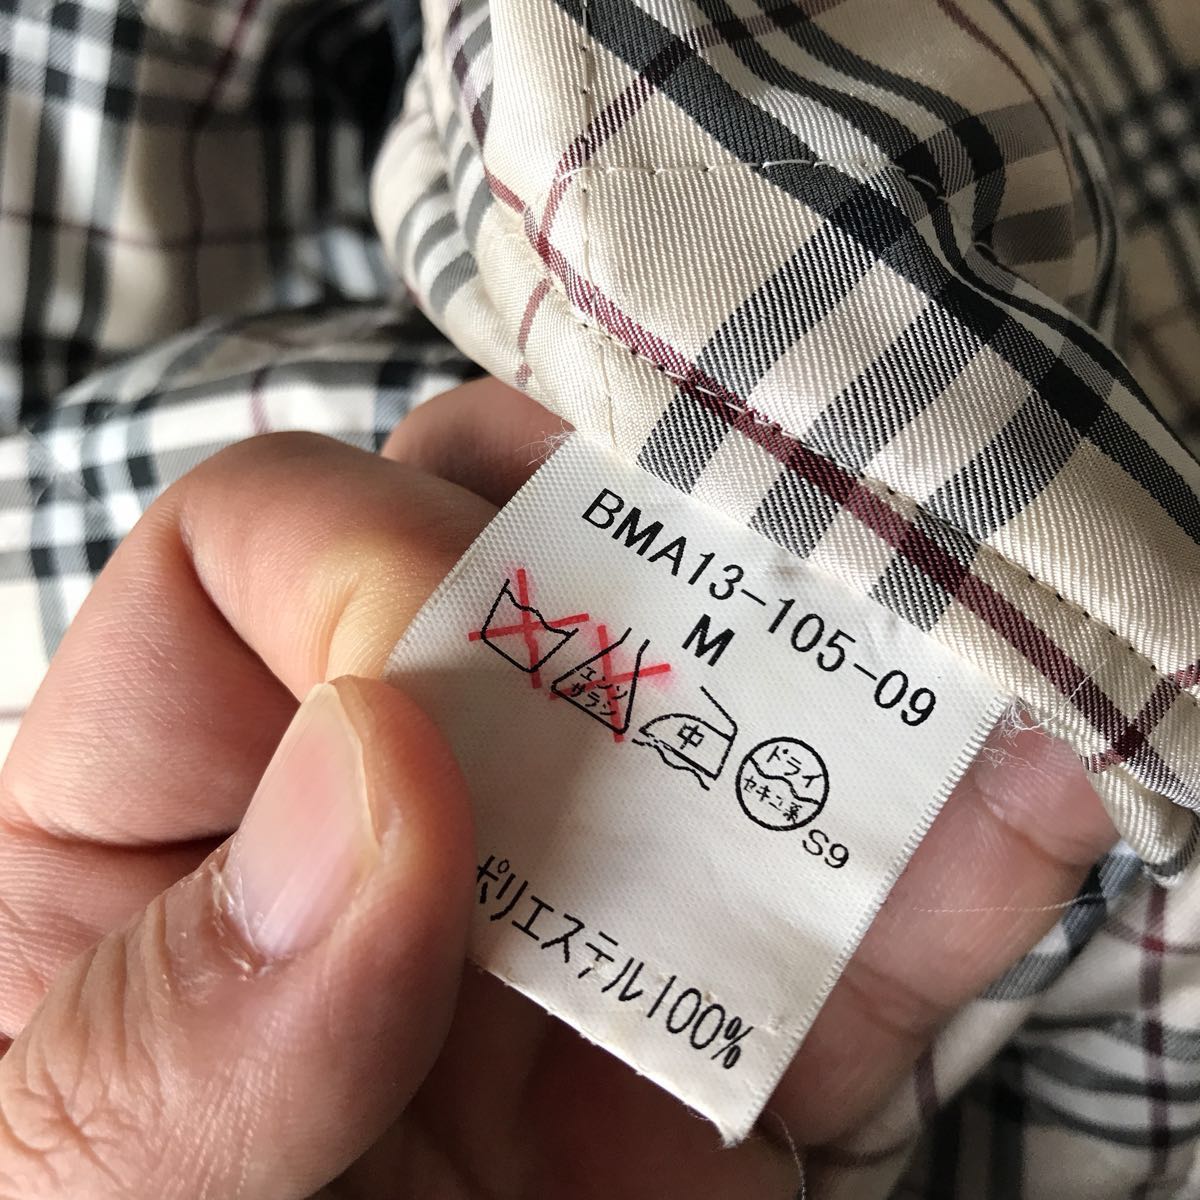 BMA13-105-09
M
エンソ
サラシ
中
ドライ
セキユ系
S9
ポリエステル100%